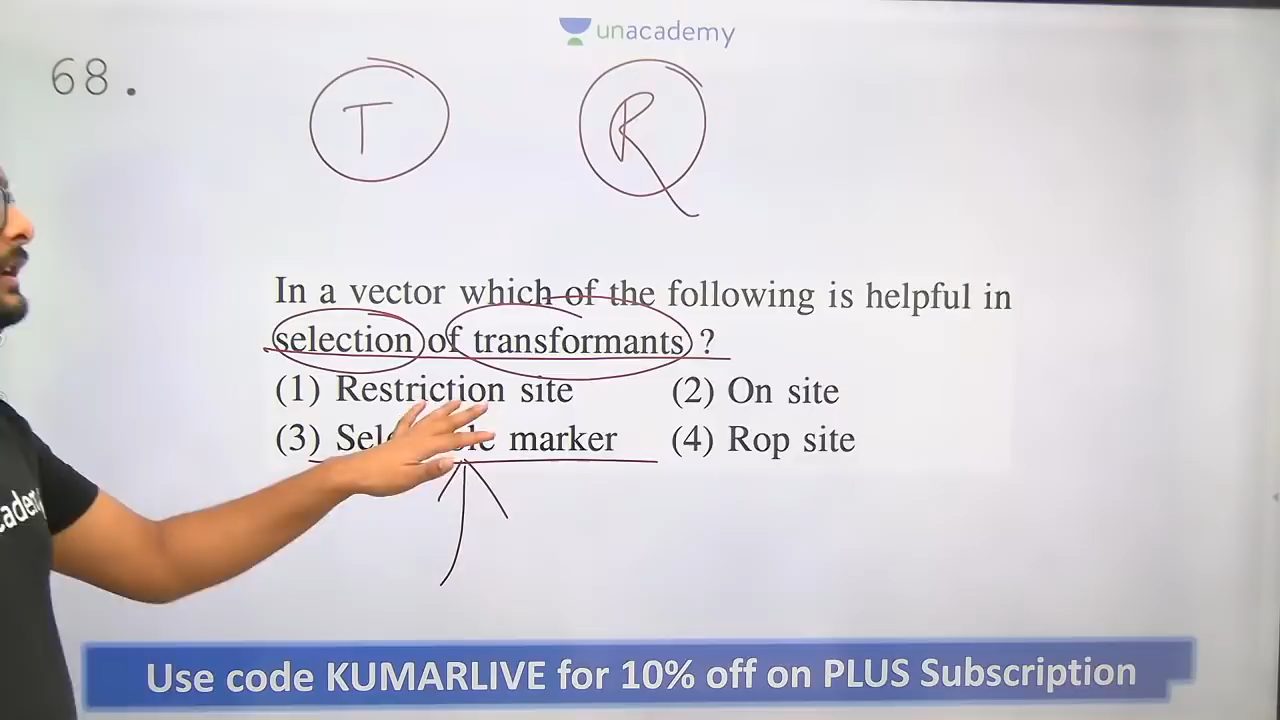 unacademy
68.
T
R
In a vector which of the following is helpful in
selection of transformants ?
(1) Restriction site (2) On site
(3) marker (4) Rop site
Use code KUMARLIVE for 10% off on PLUS Subscription